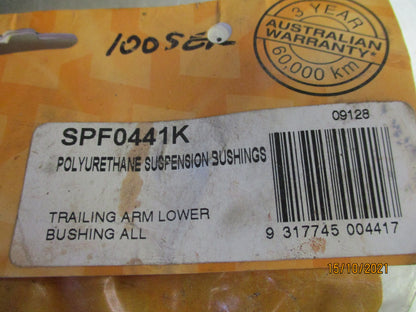 100SER
3 YEAR
AUSTRALIAN
WARRANTY*
60,000 km
09128
SPF0441K
POLYURETHANE SUSPENSION BUSHINGS
TRAILING ARM LOWER
BUSHING ALL
9 317745 004417
15/10/2021